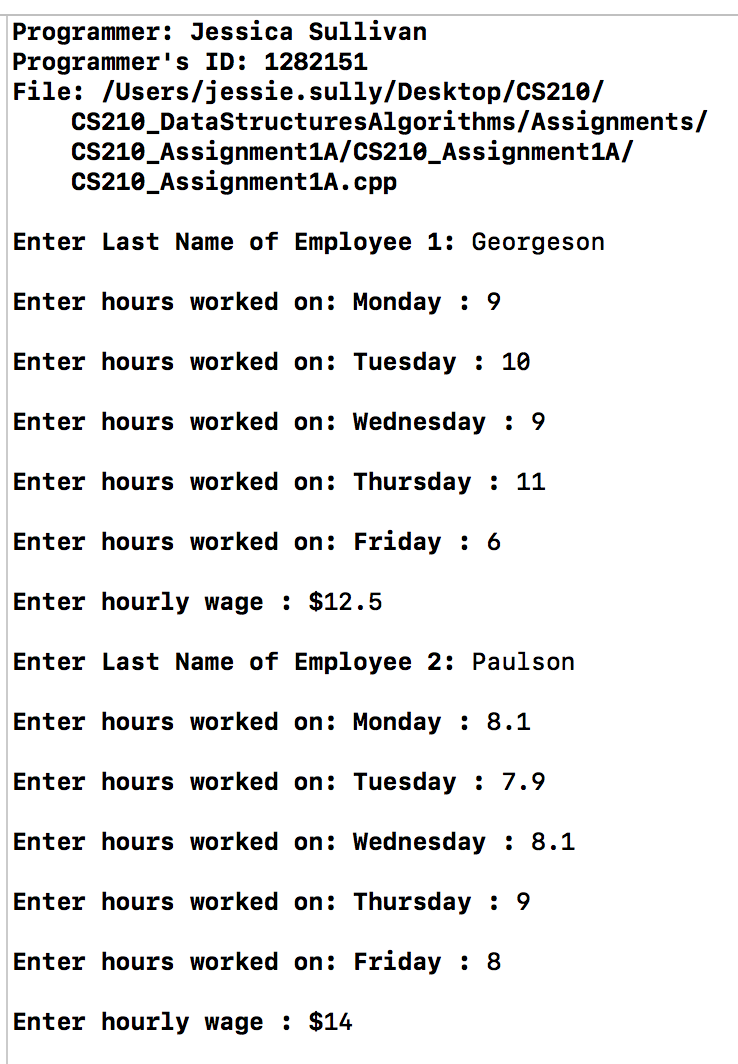 Programmer: Jessica Sullivan
Programmer's ID: 1282151
File: /Users/jessie.sully/Desktop/CS210/
CS210_DataStructuresAlgorithms/Assignments/
CS210_Assignment1A/CS210_Assignment1A/
CS210_Assignment1A.cpp
Enter Last Name of Employee 1: Georgeson
Enter hours worked on: Monday : 9
Enter hours worked on: Tuesday : 10
Enter hours worked on: Wednesday : 9
Enter hours worked on: Thursday : 11
Enter hours worked on: Friday : 6
Enter hourly wage : $12.5
Enter Last Name of Employee 2: Paulson
Enter hours worked on: Monday : 8.1
Enter hours worked on: Tuesday : 7.9
Enter hours worked on: Wednesday : 8.1
Enter hours worked on: Thursday : 9
Enter hours worked on: Friday : 8
Enter hourly wage : $14